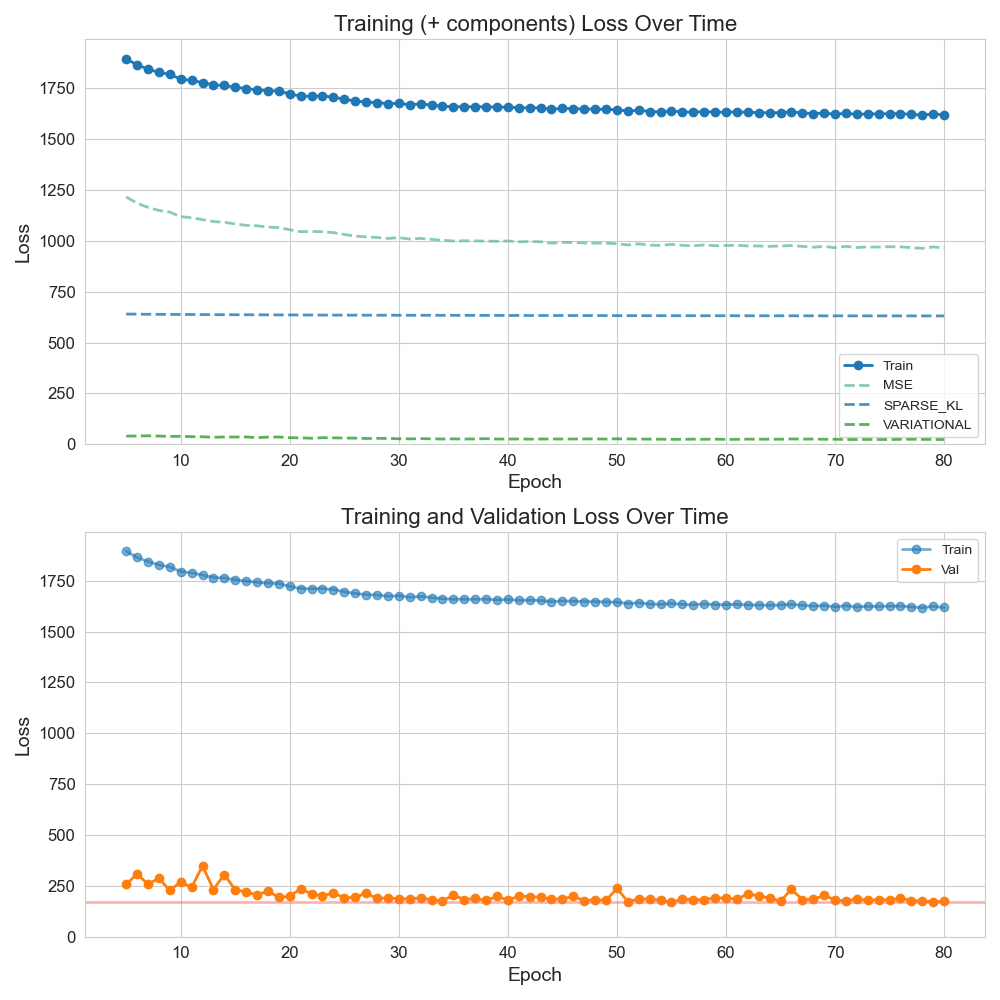 Training (+ components) Loss Over Time
Loss
1750
1500
1250
1000
750
500
250
0
Train
MSE
SPARSE_KL
VARIATIONAL
10 20 30 40 50 60 70 80
Epoch
Training and Validation Loss Over Time
Loss
1750
1500
1250
1000
750
500
250
0
Train
Val
10 20 30 40 50 60 70 80
Epoch